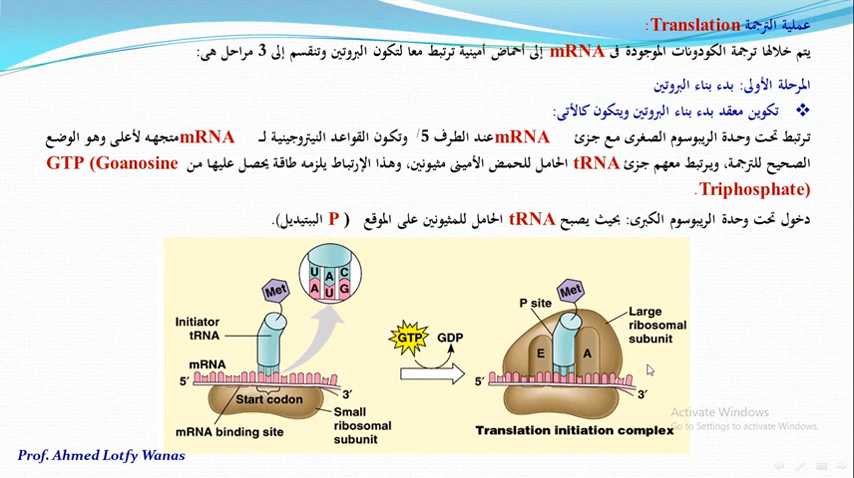 عملية الترجمة Translation:
يتم خلالها ترجمة الكودونات الموجودة فى mRNA إلى أحماض أمينية ترتبط معا لتكون البروتين وتنقسم إلى 3 مراحل هى:
المرحلة الأولى: بدء بناء البروتين
❖ تكوين معقد بدء بناء البروتين ويتكون كالأتى:
ترتبط تحت وحدة الريبوسوم الصغرى مع جزئ mRNA عند الطرف 5/ وتكون القواعد النيتروجينية لـ mRNA متجهه لأعلى وهو الوضع
الصحيح للترجمة، ويرتبط معهم جزئ tRNA الحامل للحمض الأمينى مثيونين، وهذا الإرتباط يلزمه طاقة يحصل عليها من GTP (Goanosine
Triphosphate).
دخول تحت وحدة الريبوسوم الكبرى: بحيث يصبح tRNA الحامل للمثيونين على الموقع P ( الببتيديل).
U A C
A U G
Met
Initiator
tRNA
mRNA
5′
3′
Start codon
mRNA binding site
Small
ribosomal
subunit
GTP
GDP
P site
Met
Large
ribosomal
subunit
E
A
5′
3′
Translation initiation complex
Activate Windows
Go to Settings to activate Windows.
Prof. Ahmed Lotfy Wanas